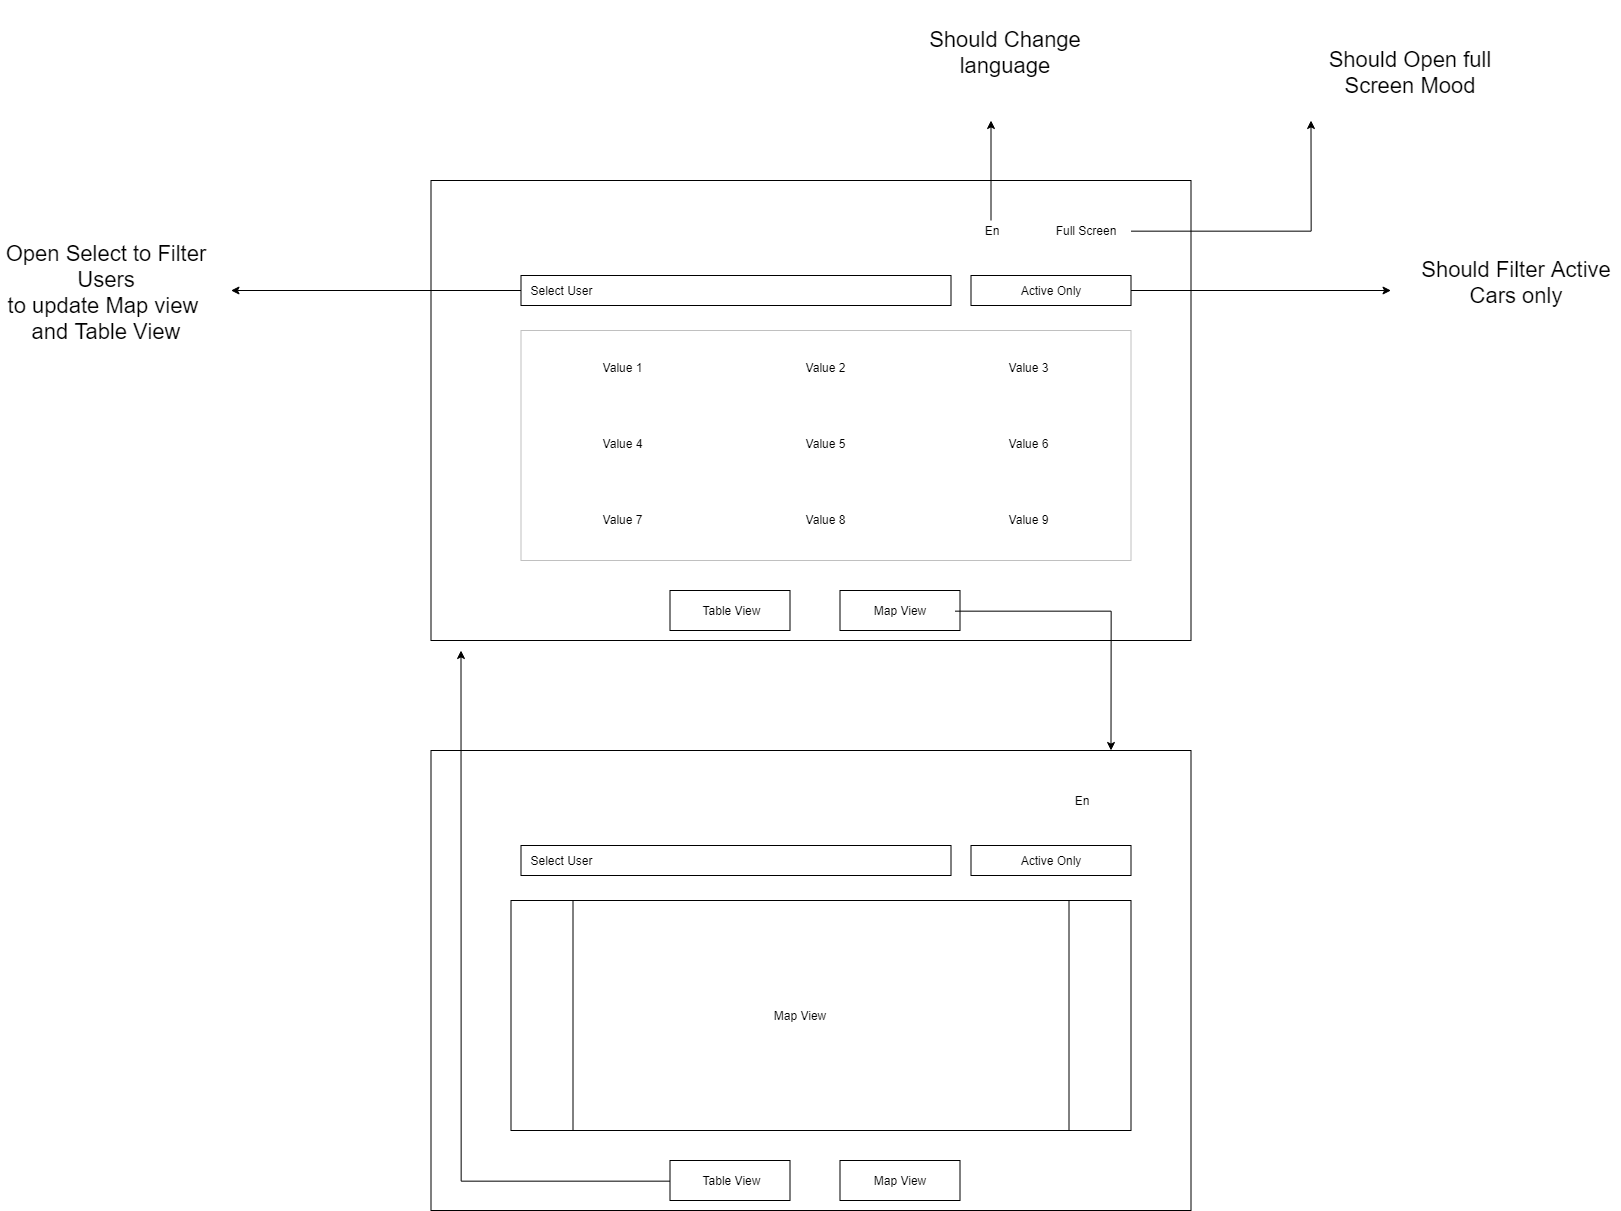 Should Change
language
Should Open full
Screen Mood
En
Full Screen
Open Select to Filter
Users
to update Map view
and Table View
Select User
Active Only
Should Filter Active
Cars only
Value 1
Value 2
Value 3
Value 4
Value 5
Value 6
Value 7
Value 8
Value 9
Table View
Map View
En
Select User
Active Only
Map View
Table View
Map View